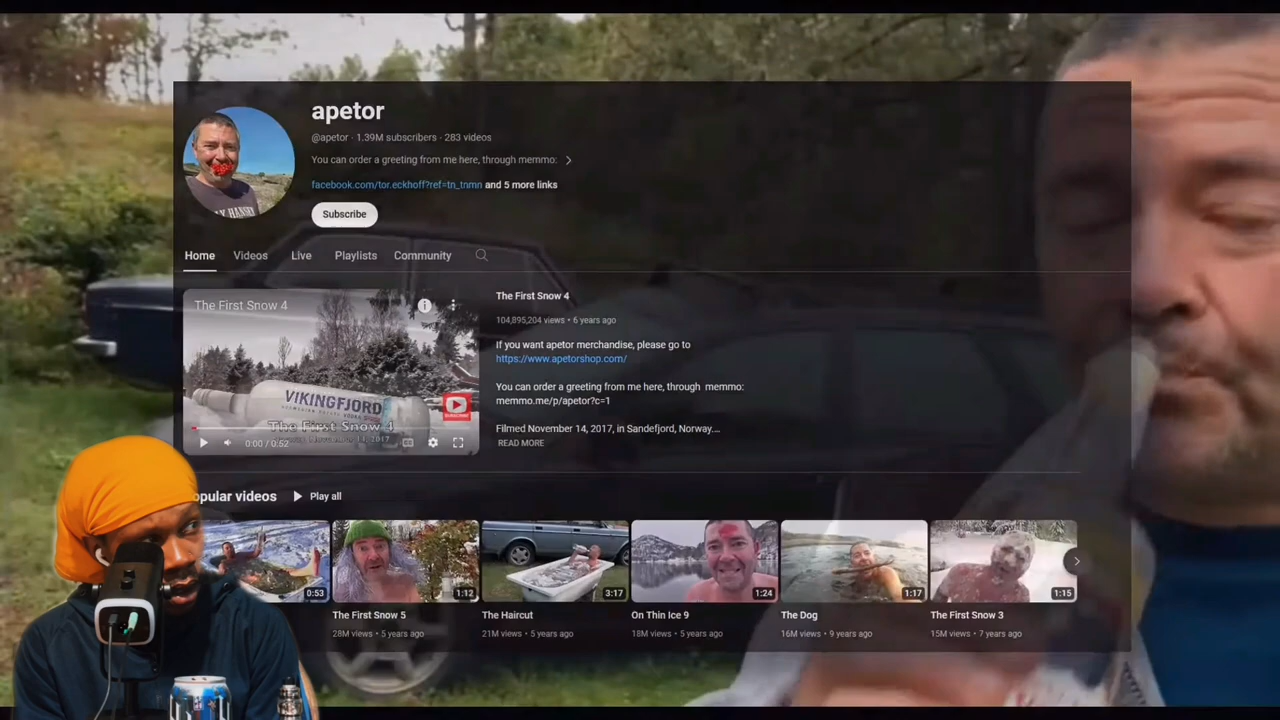 apetor
@apetor · 1.39M subscribers · 283 videos
You can order a greeting from me here, through memmo:
facebook.com/tor.eckhoff?ref=tn_tnmn and 5 more links
Subscribe
Home Videos Live Playlists Community
The First Snow 4
VIKINGFJORD
The First Snow 4
0:00 / 0:52
The First Snow 4
104,895,204 views • 6 years ago
If you want apetor merchandise, please go to
https://www.apetorshop.com/
You can order a greeting from me here, through memmo:
memmo.me/p/apetor?c=1
Filmed November 14, 2017, in Sandefjord, Norway...
READ MORE
opular videos Play all
0:53 1:12 3:17 1:24 1:17 1:15
The First Snow 5 The Haircut On Thin Ice 9 The Dog The First Snow 3
28M views • 5 years ago 21M views • 5 years ago 18M views • 5 years ago 16M views • 9 years ago 15M views • 7 years ago